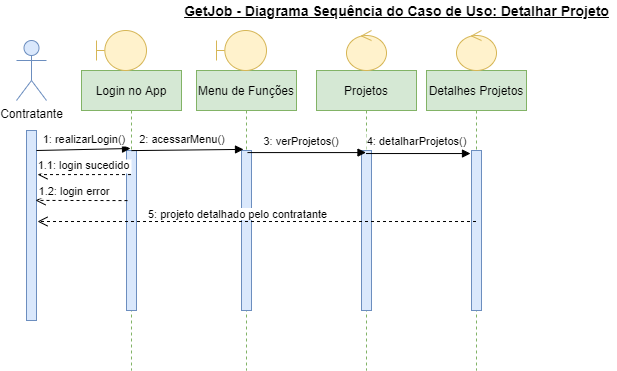 GetJob - Diagrama Sequência do Caso de Uso: Detalhar Projeto
Contratante
Login no App
Menu de Funções
Projetos
Detalhes Projetos
1: realizarLogin()
2: acessarMenu()
3: verProjetos()
4: detalharProjetos()
1.1: login sucedido
1.2: login error
5: projeto detalhado pelo contratante